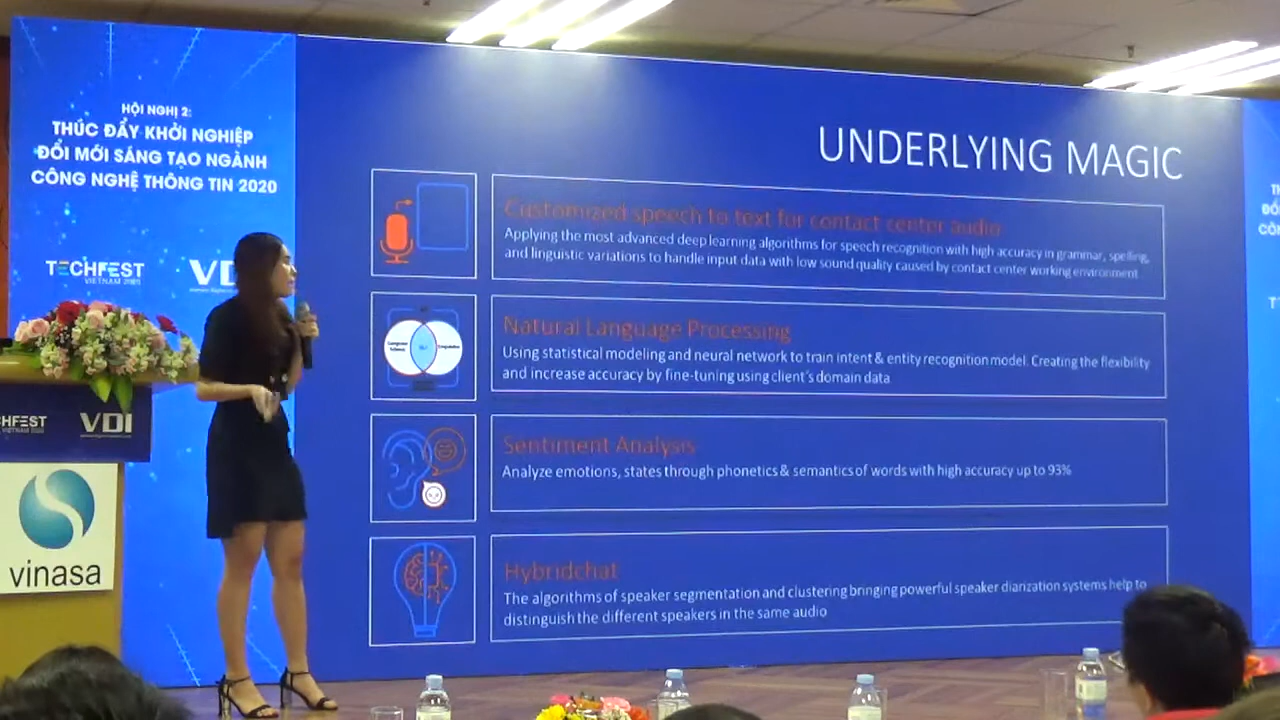 HỘI NGHỊ 2:
THÚC ĐẨY KHỞI NGHIỆP
ĐỔI MỚI SÁNG TẠO NGÀNH
CÔNG NGHỆ THÔNG TIN 2020
TECHFEST
VIETNAM
VD
UNDERLYING MAGIC
Customized speech to text for contact center audio
Applying the most advanced deep learning algorithms for speech recognition with high accuracy in grammar, spelling,
and linguistic variations to handle input data with low sound quality caused by contact center working environment
Computer
Science
Natural Language Processing
Using statistical modeling and neural network to train intent & entity recognition model. Creating the flexibility
and increase accuracy by fine-tuning using client's domain data
Sentiment Analysis
Analyze emotions, states through phonetics & semantics of words with high accuracy up to 93%
Hybridchat
The algorithms of speaker segmentation and clustering bringing powerful speaker diarization systems help to
distinguish the different speakers in the same audio
CHFEST
VDI
vinasa